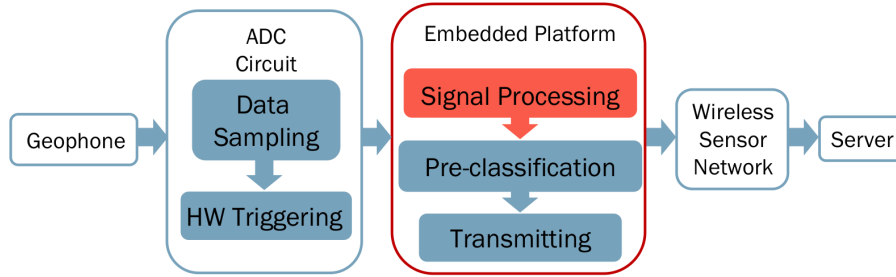 Geophone
ADC
Circuit
Data
Sampling
HW Triggering
Embedded Platform
Signal Processing
Pre-classification
Transmitting
Wireless
Sensor
Network
Server